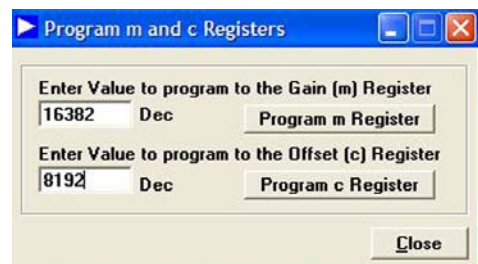 Program m and c Registers
Enter Value to program to the Gain (m) Register
16382 Dec Program m Register
Enter Value to program to the Offset (c) Register
8192 Dec Program c Register
Close